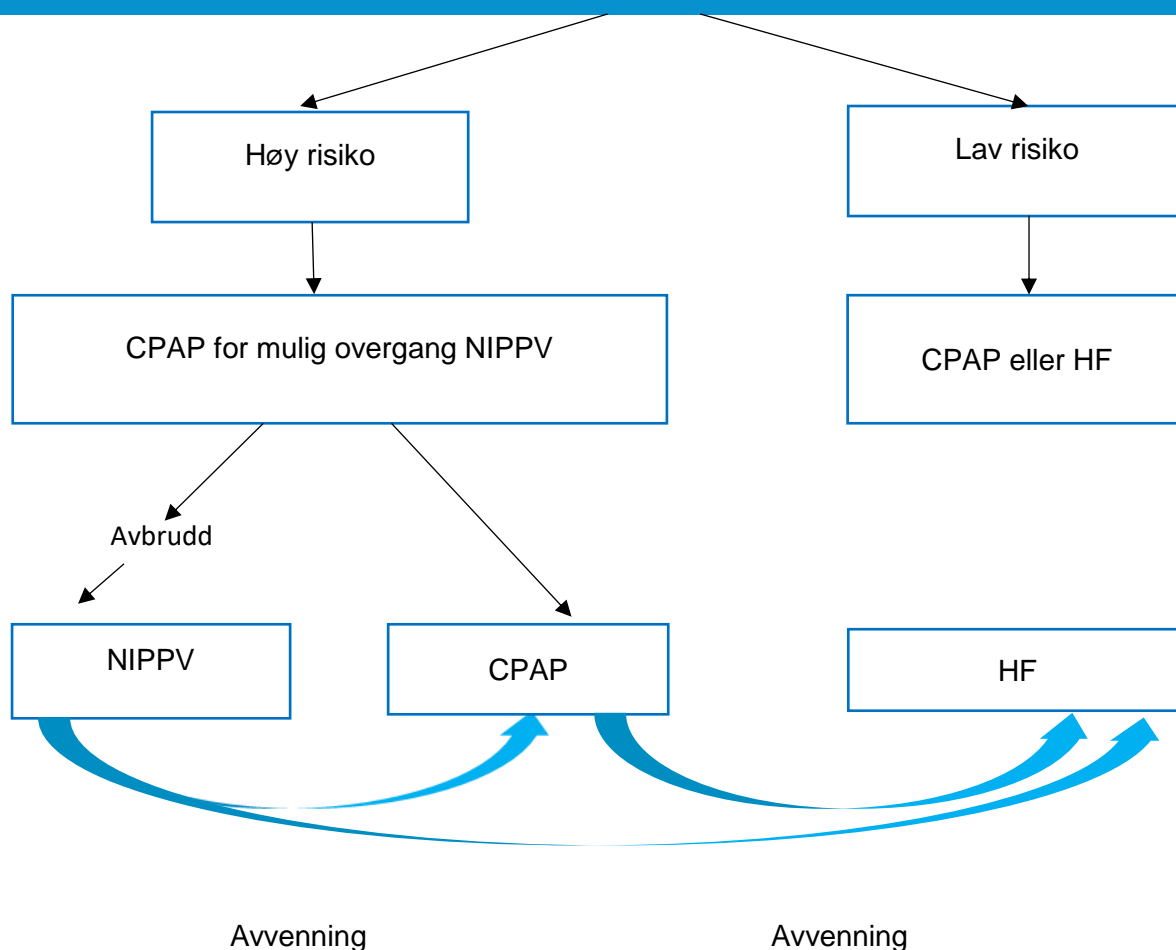 Høy risiko
Lav risiko
CPAP for mulig overgang NIPPV
CPAP eller HF
Avbrudd
NIPPV
CPAP
HF
Avvenning
Avvenning